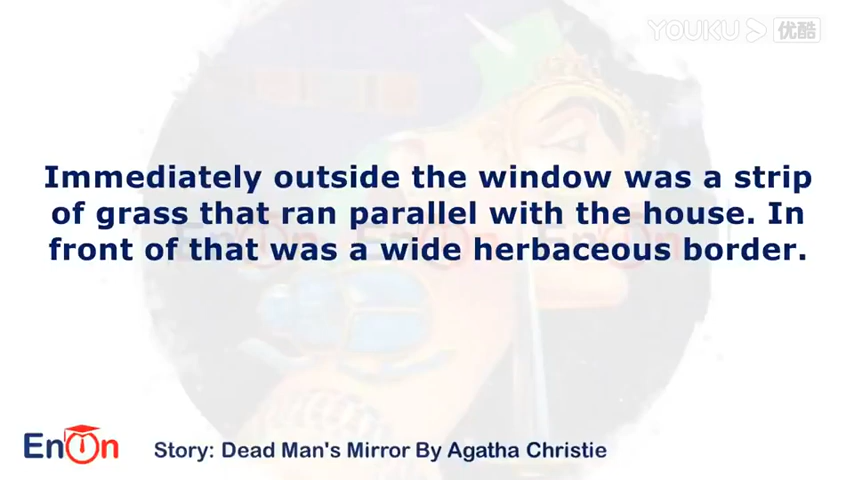 YOUKU 优酷
Immediately outside the window was a strip
of grass that ran parallel with the house. In
front of that was a wide herbaceous border.
EnOn
Story: Dead Man's Mirror By Agatha Christie